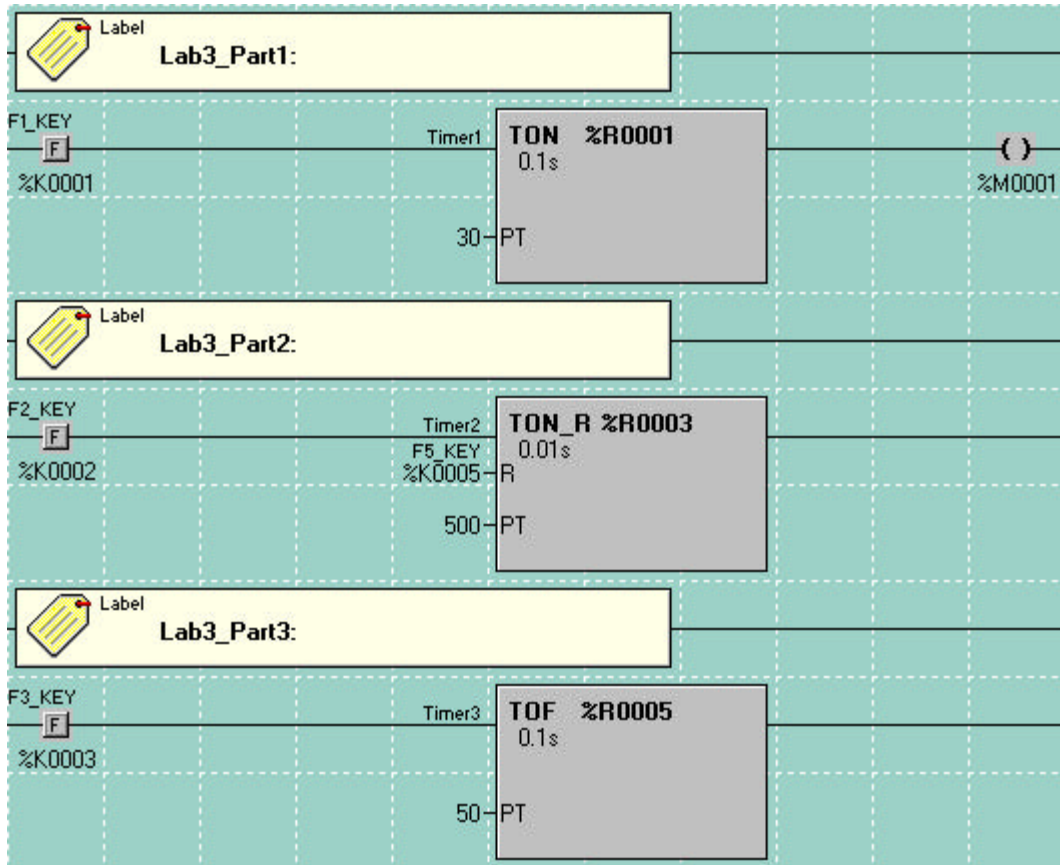 Label
Lab3_Part1:
F1_KEY
F
%K0001
Timer1
TON %R0001
0.1s
30
PT
( )
%M0001
Label
Lab3_Part2:
F2_KEY
F
%K0002
Timer2
TON_R %R0003
0.01s
F5_KEY
%K0005
R
500
PT
Label
Lab3_Part3:
F3_KEY
F
%K0003
Timer3
TOF %R0005
0.1s
50
PT